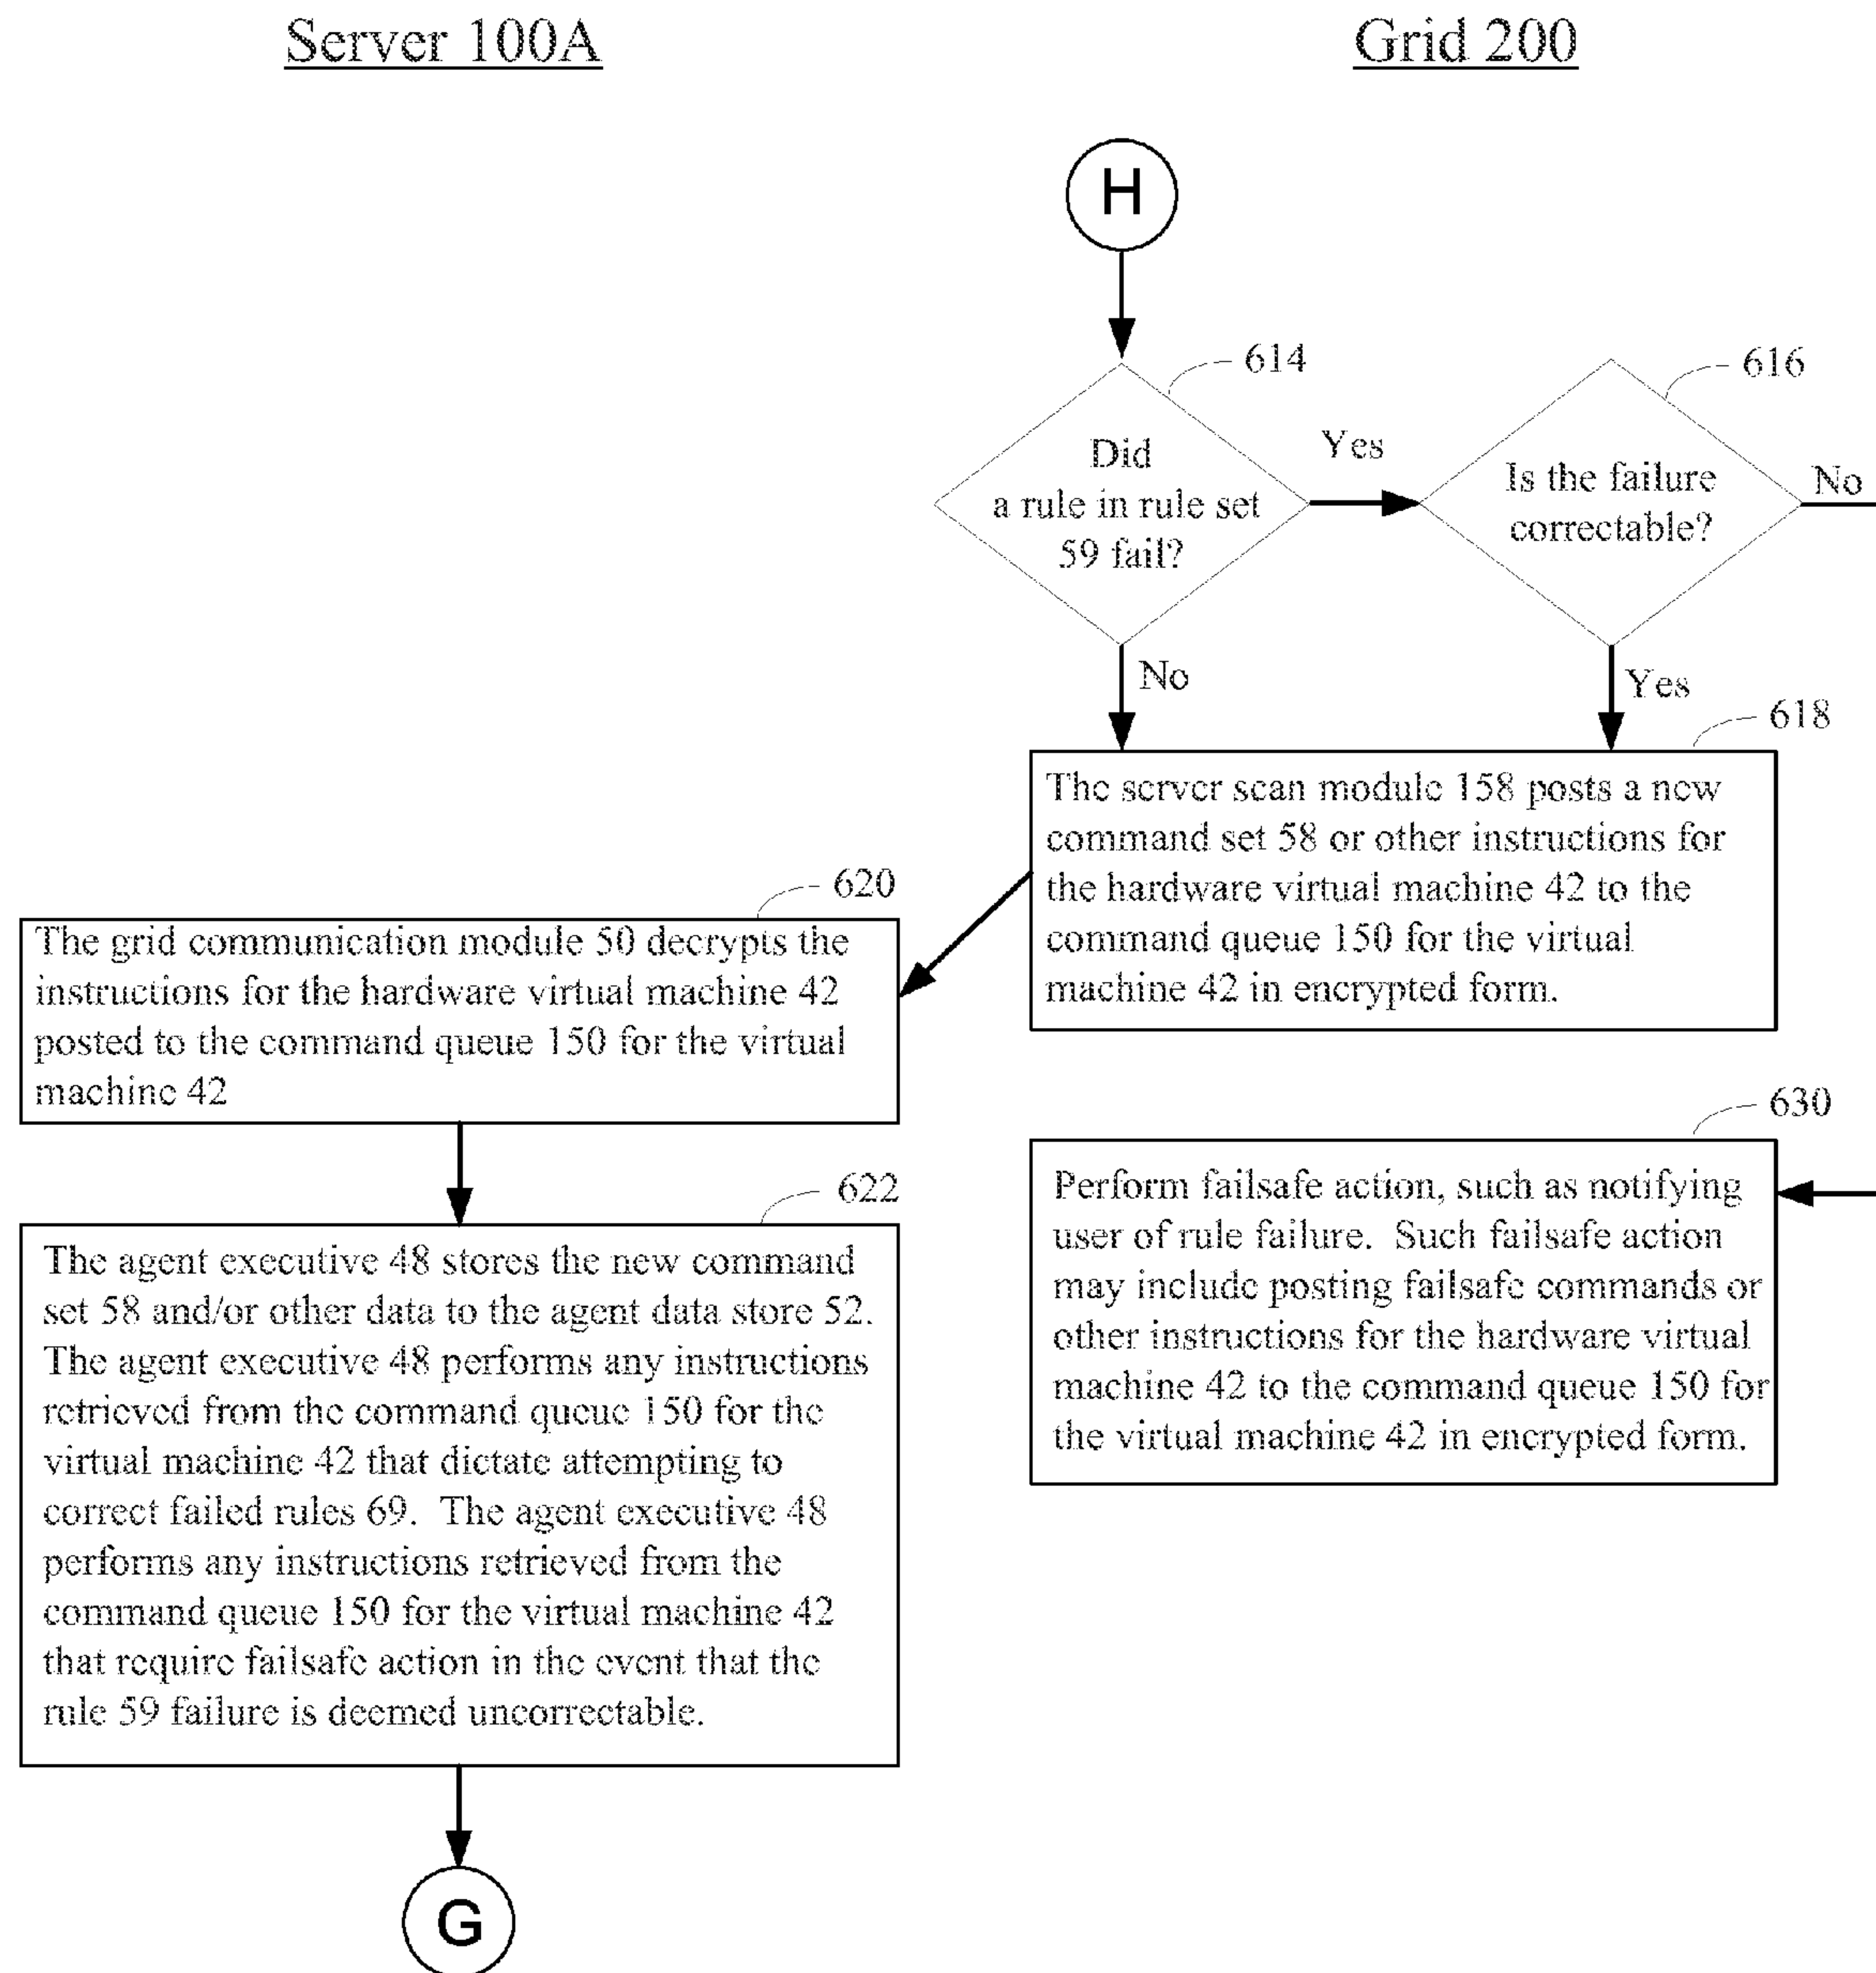 Server 100A
Grid 200
H
614
616
Did
a rule in rule set
59 fail?
Yes
Is the failure
correctable?
No
No
Yes
618
The server scan module 158 posts a new
command set 58 or other instructions for
the hardware virtual machine 42 to the
command queue 150 for the virtual
machine 42 in encrypted form.
620
The grid communication module 50 decrypts the
instructions for the hardware virtual machine 42
posted to the command queue 150 for the virtual
machine 42
630
Perform failsafe action, such as notifying
user of rule failure.  Such failsafe action
may include posting failsafe commands or
other instructions for the hardware virtual
machine 42 to the command queue 150 for
the virtual machine 42 in encrypted form.
622
The agent executive 48 stores the new command
set 58 and/or other data to the agent data store 52.
The agent executive 48 performs any instructions
retrieved from the command queue 150 for the
virtual machine 42 that dictate attempting to
correct failed rules 69.  The agent executive 48
performs any instructions retrieved from the
command queue 150 for the virtual machine 42
that require failsafe action in the event that the
rule 59 failure is deemed uncorrectable.
G